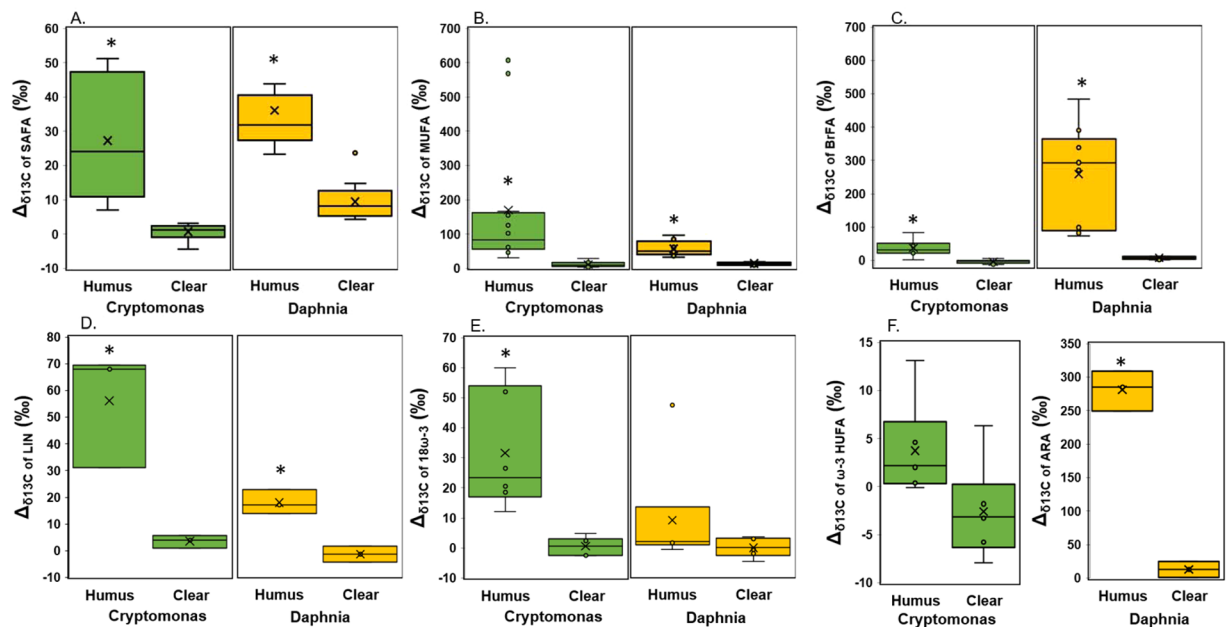 A.
Δδ13C of SAFA (‰)
60
50
40
30
20
10
0
-10
*
*
Humus Clear Humus Clear
Cryptomonas Daphnia
B.
Δδ13C of MUFA (‰)
700
600
500
400
300
200
100
0
*
*
Humus Clear Humus Clear
Cryptomonas Daphnia
C.
Δδ13C of BrFA (‰)
700
600
500
400
300
200
100
0
*
*
Humus Clear Humus Clear
Cryptomonas Daphnia
D.
Δδ13C of LIN (‰)
80
70
60
50
40
30
20
10
0
-10
*
*
Humus Clear Humus Clear
Cryptomonas Daphnia
E.
Δδ13C of 18ω-3 (‰)
70
60
50
40
30
20
10
0
-10
*
Humus Clear Humus Clear
Cryptomonas Daphnia
F.
Δδ13C of ω-3 HUFA (‰)
15
10
5
0
-5
-10
Humus Clear
Cryptomonas
Δδ13C of ARA (‰)
350
300
250
200
150
100
50
0
*
Humus Clear
Daphnia